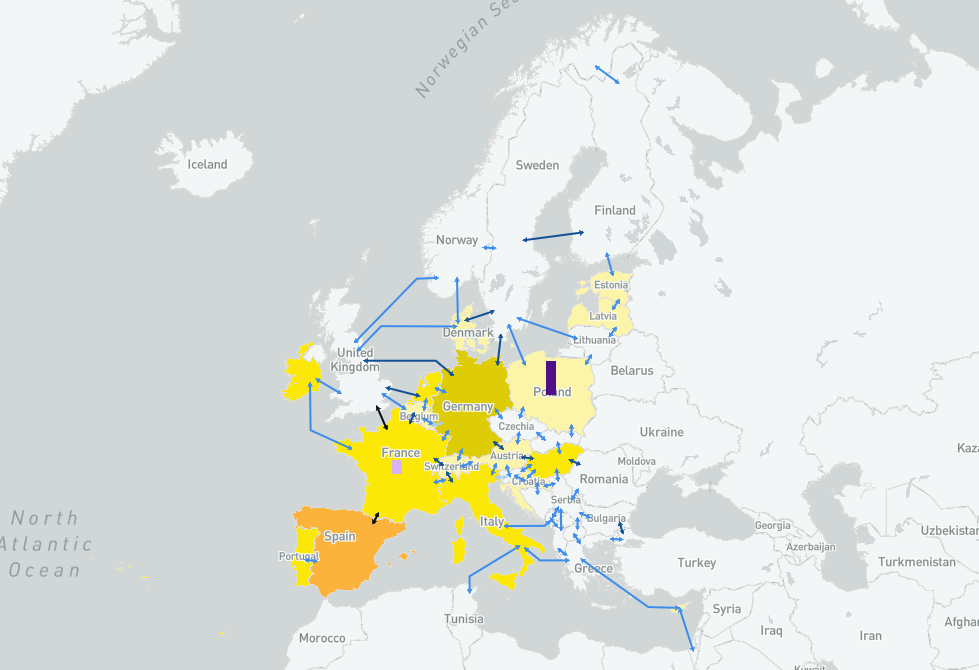 Norwegian Sea
Iceland
Sweden
Finland
Norway
Estonia
Latvia
Denmark
Lithuania
United
Kingdom
Belarus
Poland
Germany
Belgium
Czechia
Ukraine
France
Austria
Switzerland
Moldova
Croatia
Romania
Kaza
Serbia
North
Atlantic
Ocean
Italy
Bulgaria
Georgia
Spain
Azerbaijan
Uzbekistan
Portugal
Greece
Turkey
Turkmenistan
Syria
Tunisia
Afghan
Morocco
Iraq
Iran
Kuwait